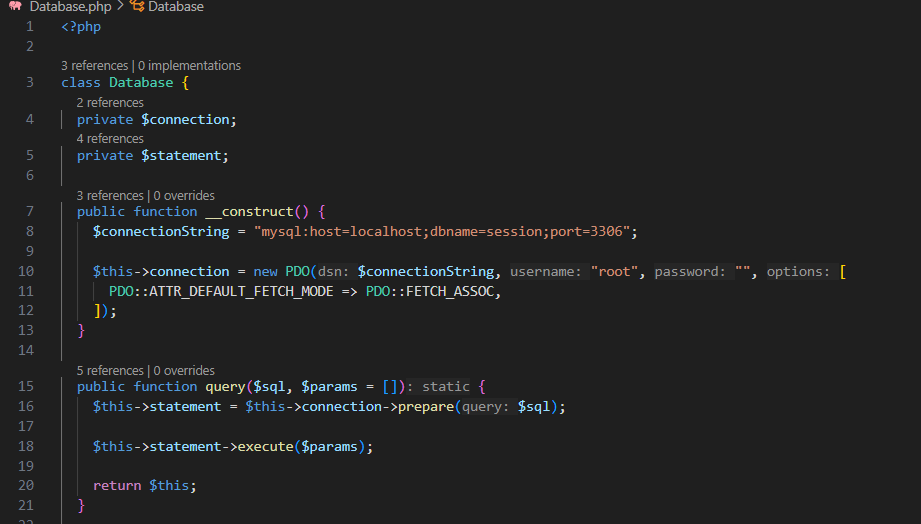 Database.php > Database
1 <?php
2
3 references | 0 implementations
3 class Database {
2 references
4 private $connection;
4 references
5 private $statement;
6
3 references | 0 overrides
7 public function __construct() {
8 $connectionString = "mysql:host=localhost;dbname=session;port=3306";
9
10 $this->connection = new PDO(dsn: $connectionString, username: "root", password: "", options: [
11 PDO::ATTR_DEFAULT_FETCH_MODE => PDO::FETCH_ASSOC,
12 ]);
13 }
14
5 references | 0 overrides
15 public function query($sql, $params = []): static {
16 $this->statement = $this->connection->prepare(query: $sql);
17
18 $this->statement->execute($params);
19
20 return $this;
21 }